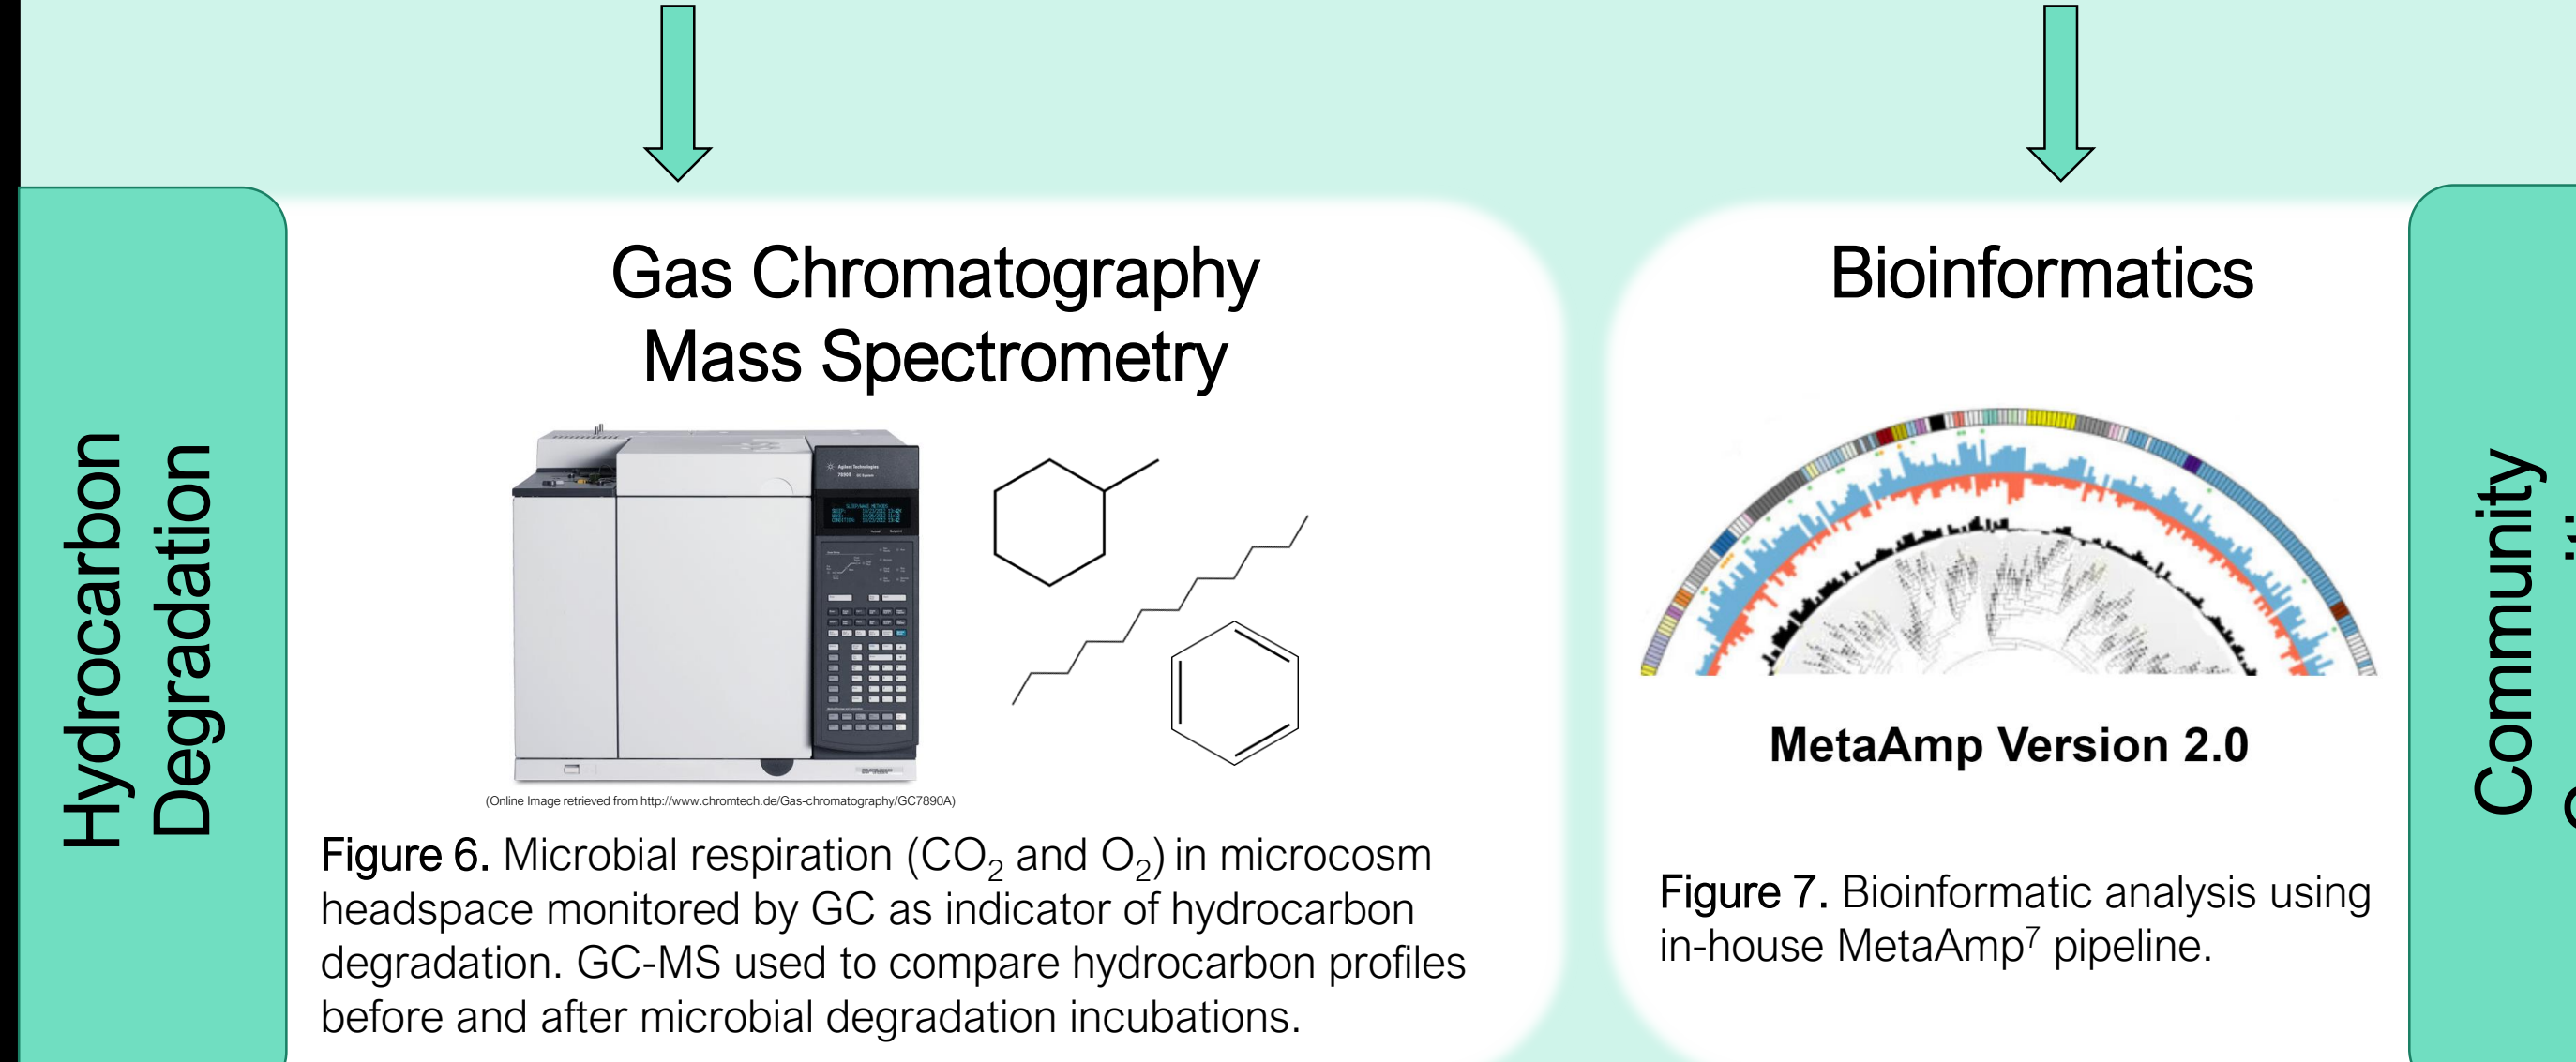 Hydrocarbon
Degradation
Gas Chromatography
Mass Spectrometry
Agilent Technologies
(Online Image retrieved from http://www.chromtech.de/Gas-chromatography/GC7890A)
Figure 6. Microbial respiration (CO₂ and O₂) in microcosm
headspace monitored by GC as indicator of hydrocarbon
degradation. GC-MS used to compare hydrocarbon profiles
before and after microbial degradation incubations.
Bioinformatics
MetaAmp Version 2.0
Figure 7. Bioinformatic analysis using
in-house MetaAmp⁷ pipeline.
Community